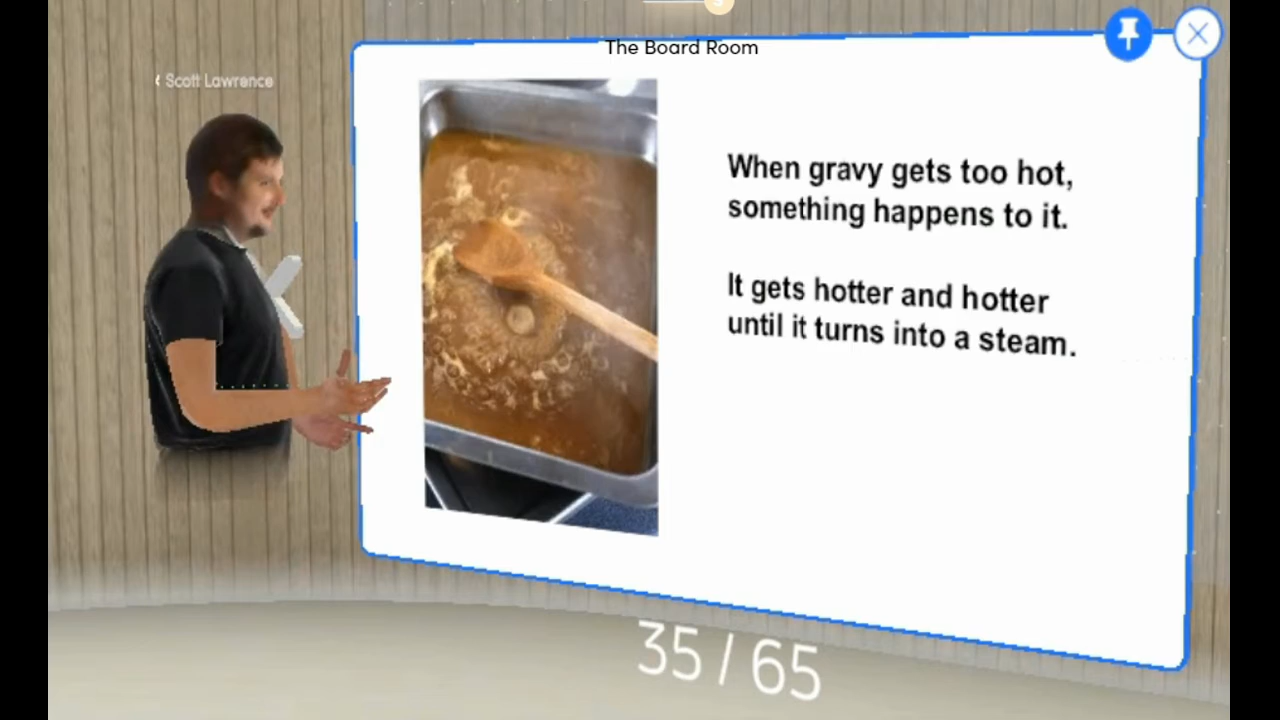 The Board Room
‹ Scott Lawrence
When gravy gets too hot,
something happens to it.
It gets hotter and hotter
until it turns into a steam.
35 / 65